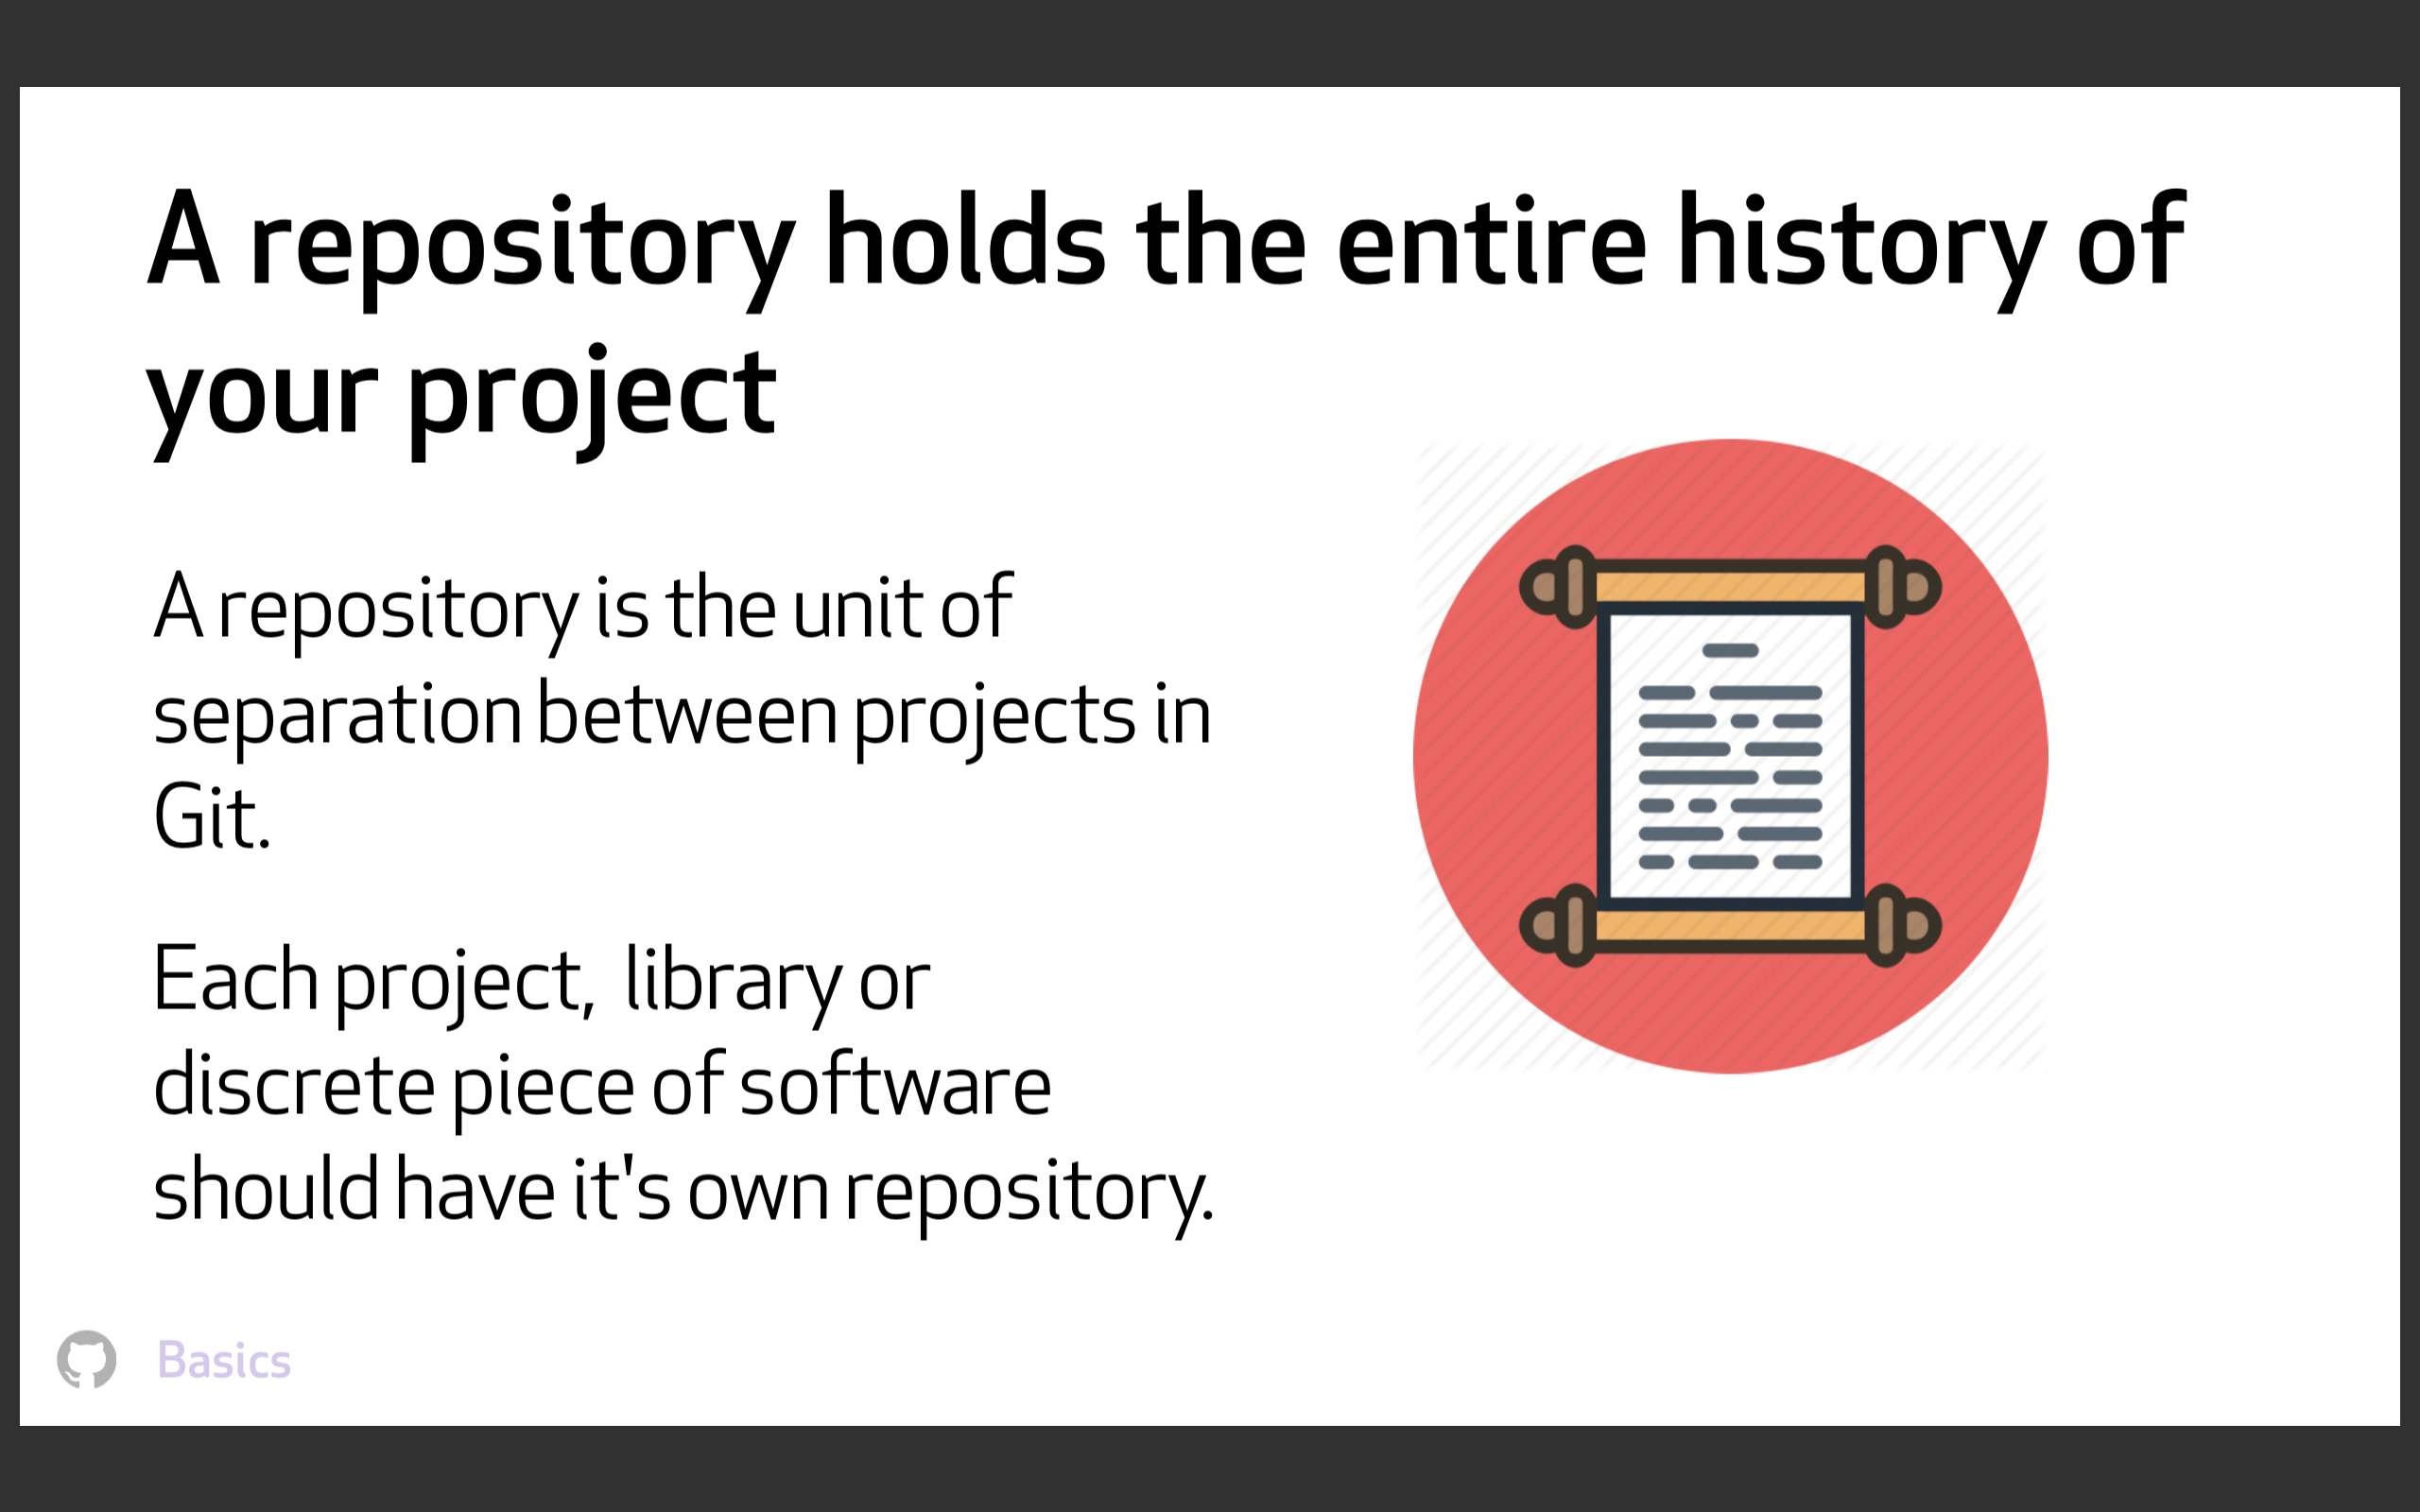 A repository holds the entire history of
your project
A repository is the unit of
separation between projects in
Git.
Each project, library or
discrete piece of software
should have it's own repository.
Basics